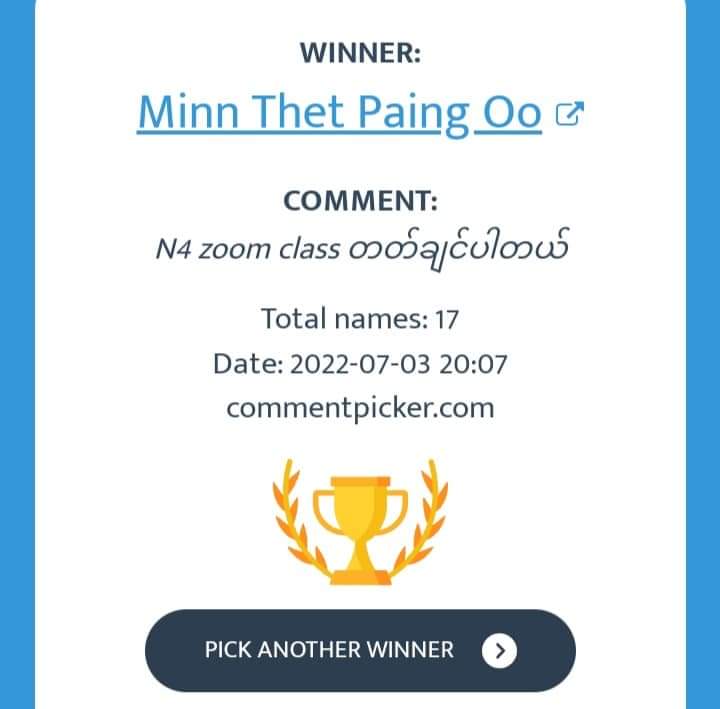 WINNER:
Minn Thet Paing Oo
COMMENT:
N4 zoom class တတ်ချင်ပါတယ်
Total names: 17
Date: 2022-07-03 20:07
commentpicker.com
PICK ANOTHER WINNER